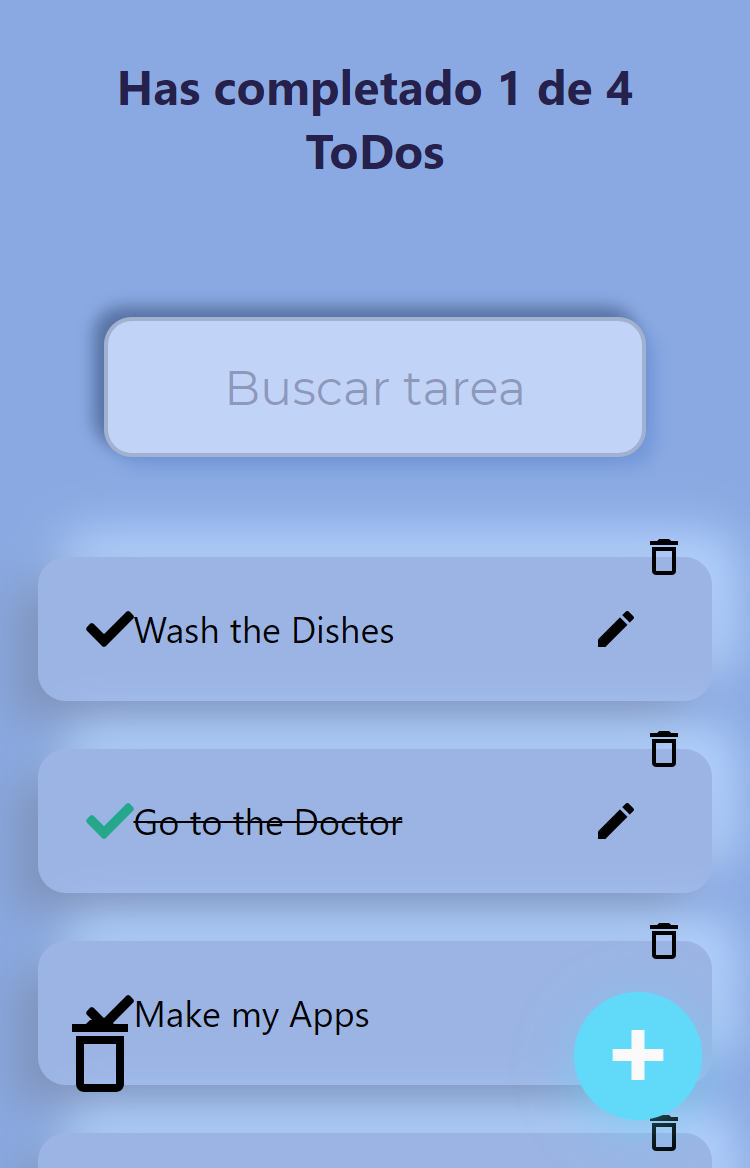 Has completado 1 de 4
ToDos
Buscar tarea
Wash the Dishes
Go to the Doctor
Make my Apps